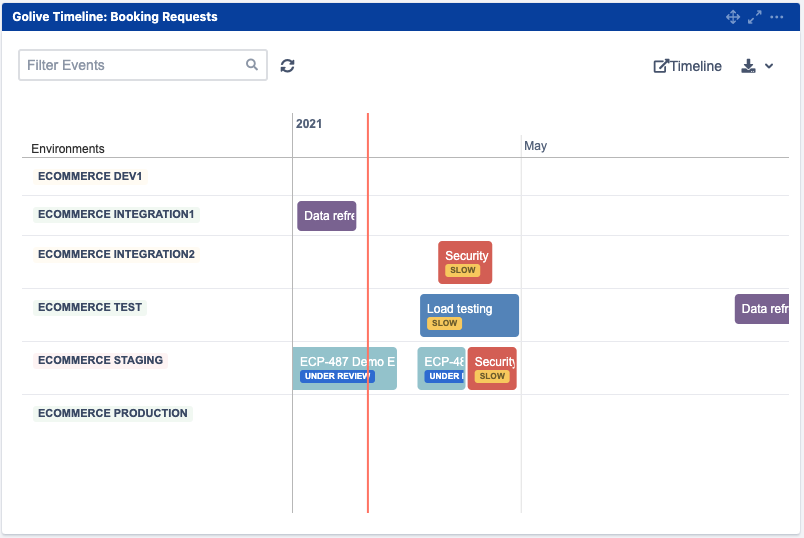 Golive Timeline: Booking Requests
Filter Events
Timeline
2021
Environments
May
ECOMMERCE DEV1
ECOMMERCE INTEGRATION1
Data refre
ECOMMERCE INTEGRATION2
Security
SLOW
ECOMMERCE TEST
Load testing
SLOW
Data refr
ECOMMERCE STAGING
ECP-487 Demo E
UNDER REVIEW
ECP-48
UNDER
Security
SLOW
ECOMMERCE PRODUCTION